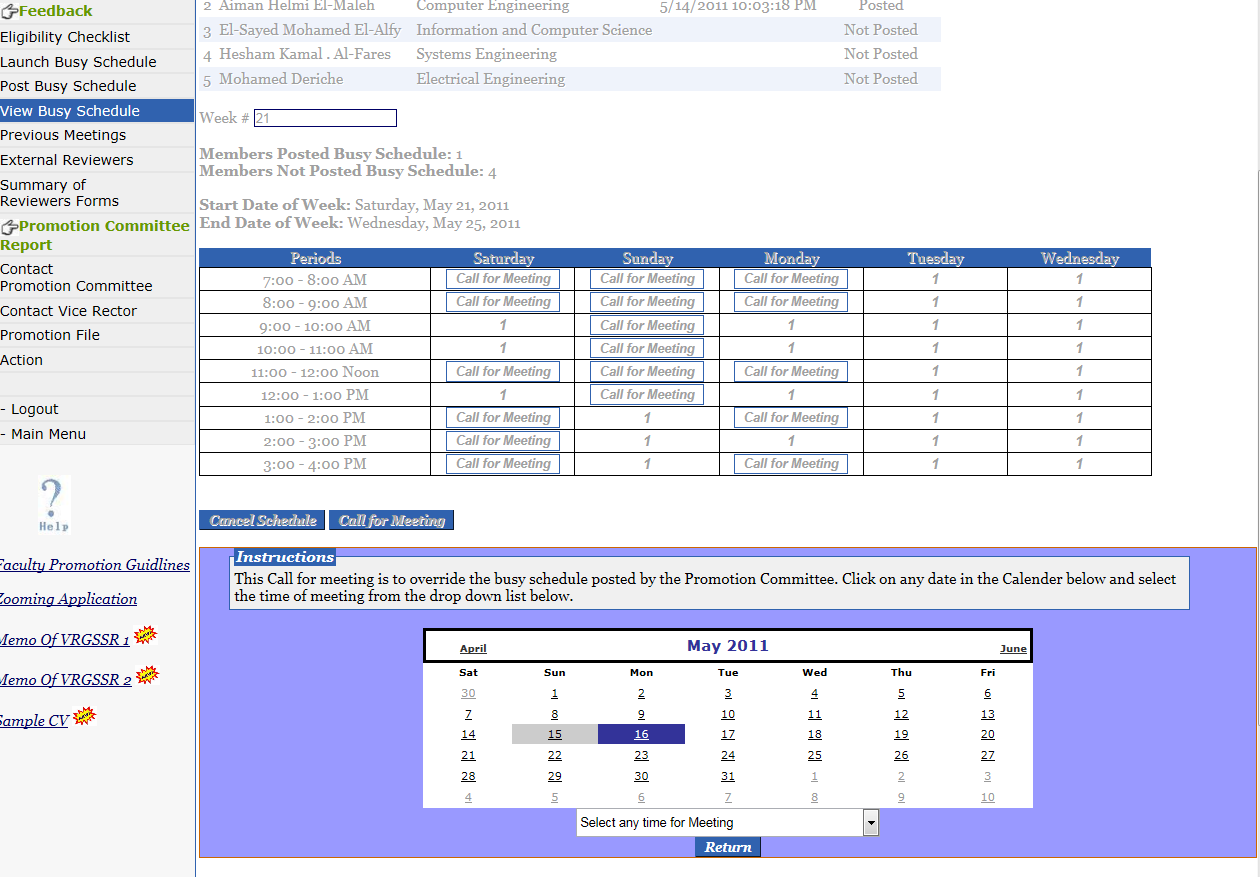 Feedback
Eligibility Checklist
Launch Busy Schedule
Post Busy Schedule
View Busy Schedule
Previous Meetings
External Reviewers
Summary of
Reviewers Forms
Promotion Committee
Report
Contact
Promotion Committee
Contact Vice Rector
Promotion File
Action
- Logout
- Main Menu
?
Help
Faculty Promotion Guidlines
Zooming Application
Memo Of VRGSSR 1 NEW
Memo Of VRGSSR 2 NEW
Sample CV NEW
2 Aiman Helmi El-Maleh Computer Engineering 5/14/2011 10:03:18 PM Posted
3 El-Sayed Mohamed El-Alfy Information and Computer Science Not Posted
4 Hesham Kamal . Al-Fares Systems Engineering Not Posted
5 Mohamed Deriche Electrical Engineering Not Posted
Week # 21
Members Posted Busy Schedule: 1
Members Not Posted Busy Schedule: 4
Start Date of Week: Saturday, May 21, 2011
End Date of Week: Wednesday, May 25, 2011
Periods Saturday Sunday Monday Tuesday Wednesday
7:00 - 8:00 AM Call for Meeting Call for Meeting Call for Meeting 1 1
8:00 - 9:00 AM Call for Meeting Call for Meeting Call for Meeting 1 1
9:00 - 10:00 AM 1 Call for Meeting 1 1 1
10:00 - 11:00 AM 1 Call for Meeting 1 1 1
11:00 - 12:00 Noon Call for Meeting Call for Meeting Call for Meeting 1 1
12:00 - 1:00 PM 1 Call for Meeting 1 1 1
1:00 - 2:00 PM Call for Meeting 1 Call for Meeting 1 1
2:00 - 3:00 PM Call for Meeting 1 1 1 1
3:00 - 4:00 PM Call for Meeting 1 Call for Meeting 1 1
Cancel Schedule Call for Meeting
Instructions
This Call for meeting is to override the busy schedule posted by the Promotion Committee. Click on any date in the Calender below and select
the time of meeting from the drop down list below.
April May 2011 June
Sat Sun Mon Tue Wed Thu Fri
30 1 2 3 4 5 6
7 8 9 10 11 12 13
14 15 16 17 18 19 20
21 22 23 24 25 26 27
28 29 30 31 1 2 3
4 5 6 7 8 9 10
Select any time for Meeting
Return